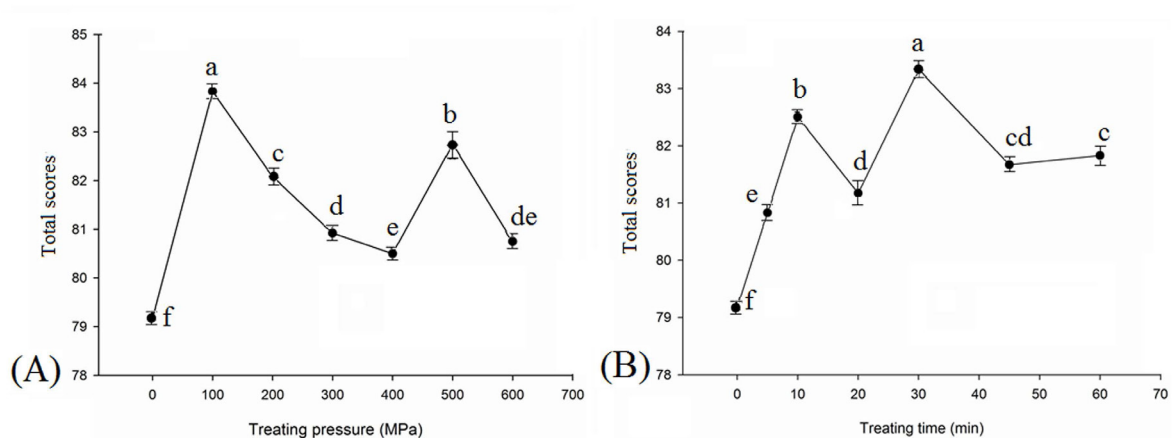 85
84
83
82
81
80
79
78
0
100
200
300
400
500
600
700
Total scores
Treating pressure (MPa)
f
a
c
d
e
b
de
(A)
84
83
82
81
80
79
78
0
10
20
30
40
50
60
70
Total scores
Treating time (min)
f
e
b
d
a
cd
c
(B)